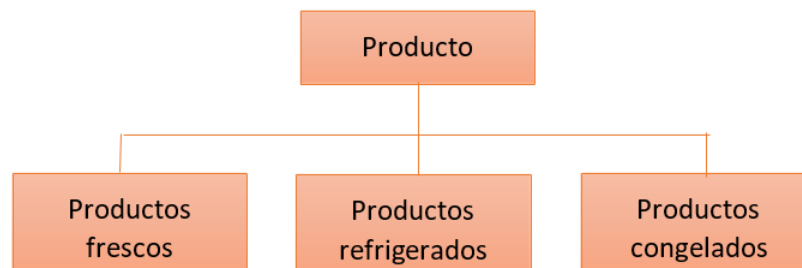 Producto
Productos
frescos
Productos
refrigerados
Productos
congelados